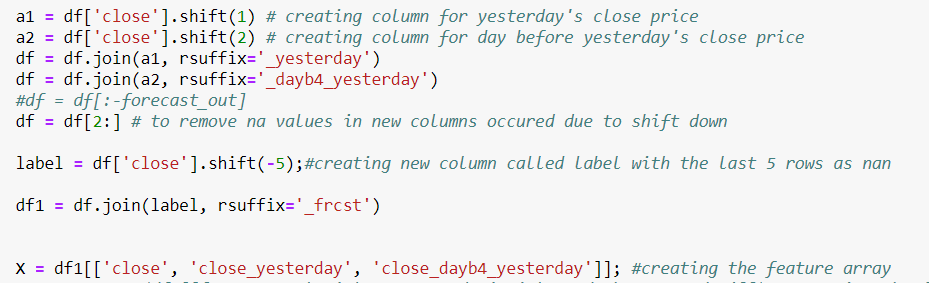 a1 = df['close'].shift(1) # creating column for yesterday's close price
a2 = df['close'].shift(2) # creating column for day before yesterday's close price
df = df.join(a1, rsuffix='_yesterday')
df = df.join(a2, rsuffix='_dayb4_yesterday')
#df = df[:-forecast_out]
df = df[2:] # to remove na values in new columns occured due to shift down
label = df['close'].shift(-5);#creating new column called label with the last 5 rows as nan
df1 = df.join(label, rsuffix='_frcst')
X = df1[['close', 'close_yesterday', 'close_dayb4_yesterday']]; #creating the feature array